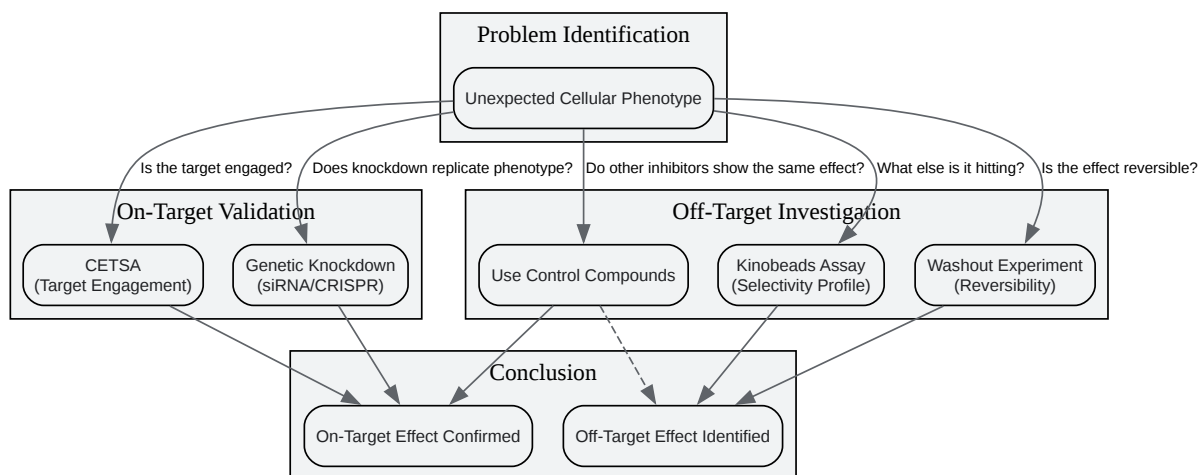 Problem Identification
Unexpected Cellular Phenotype
Is the target engaged?
Does knockdown replicate phenotype?
Do other inhibitors show the same effect?
What else is it hitting?
Is the effect reversible?
On-Target Validation
Off-Target Investigation
CETSA
(Target Engagement)
Genetic Knockdown
(siRNA/CRISPR)
Use Control Compounds
Kinobeads Assay
(Selectivity Profile)
Washout Experiment
(Reversibility)
Conclusion
On-Target Effect Confirmed
Off-Target Effect Identified